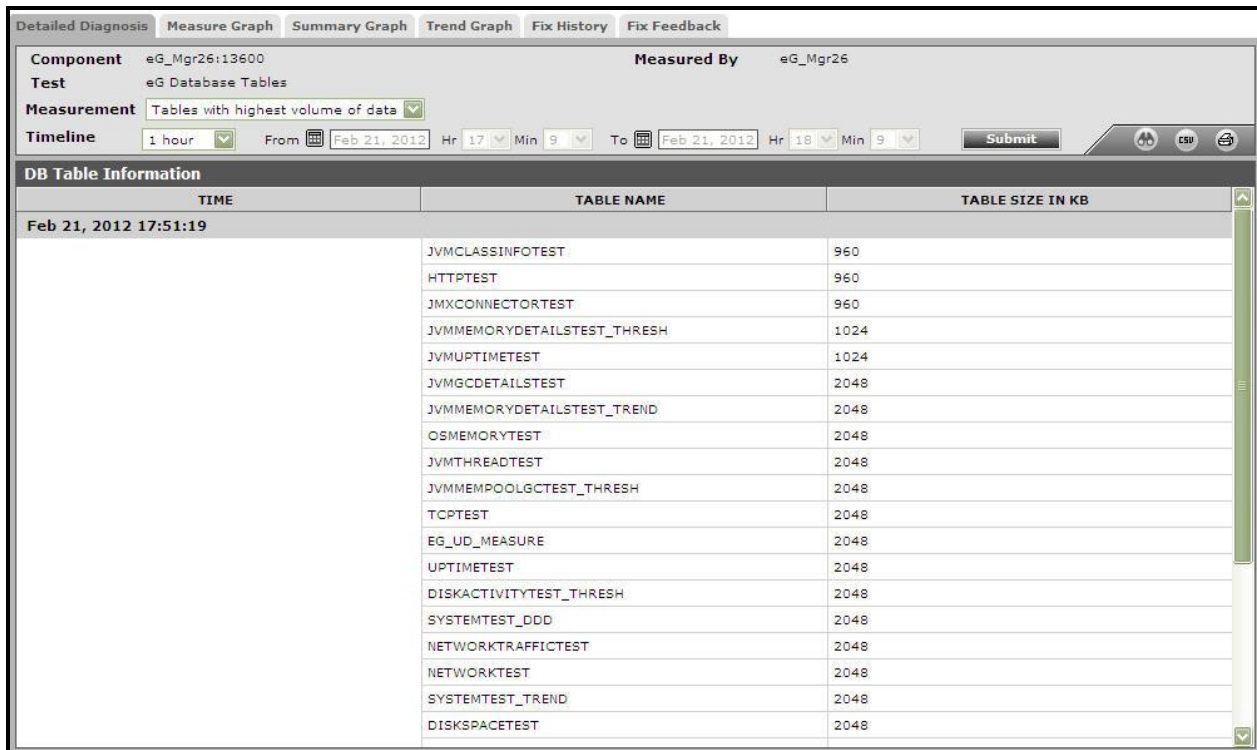 Detailed Diagnosis Measure Graph Summary Graph Trend Graph Fix History Fix Feedback
Component eG_Mgr26:13600 Measured By eG_Mgr26
Test eG Database Tables
Measurement Tables with highest volume of data
Timeline 1 hour From Feb 21, 2012 Hr 17 Min 9 To Feb 21, 2012 Hr 18 Min 9 Submit CSV
DB Table Information
TIME TABLE NAME TABLE SIZE IN KB
Feb 21, 2012 17:51:19
JVMCLASSINFOTEST 960
HTTPTEST 960
JMXCONNECTORTEST 960
JVMMEMORYDETAILSTEST_THRESH 1024
JVMUPTIMETEST 1024
JVMGCDETAILSTEST 2048
JVMMEMORYDETAILSTEST_TREND 2048
OSMEMORYTEST 2048
JVMTHREADTEST 2048
JVMMEMPOOLGCTEST_THRESH 2048
TCPTEST 2048
EG_UD_MEASURE 2048
UPTIMETEST 2048
DISKACTIVITYTEST_THRESH 2048
SYSTEMTEST_DDD 2048
NETWORKTRAFFICTEST 2048
NETWORKTEST 2048
SYSTEMTEST_TREND 2048
DISKSPACETEST 2048